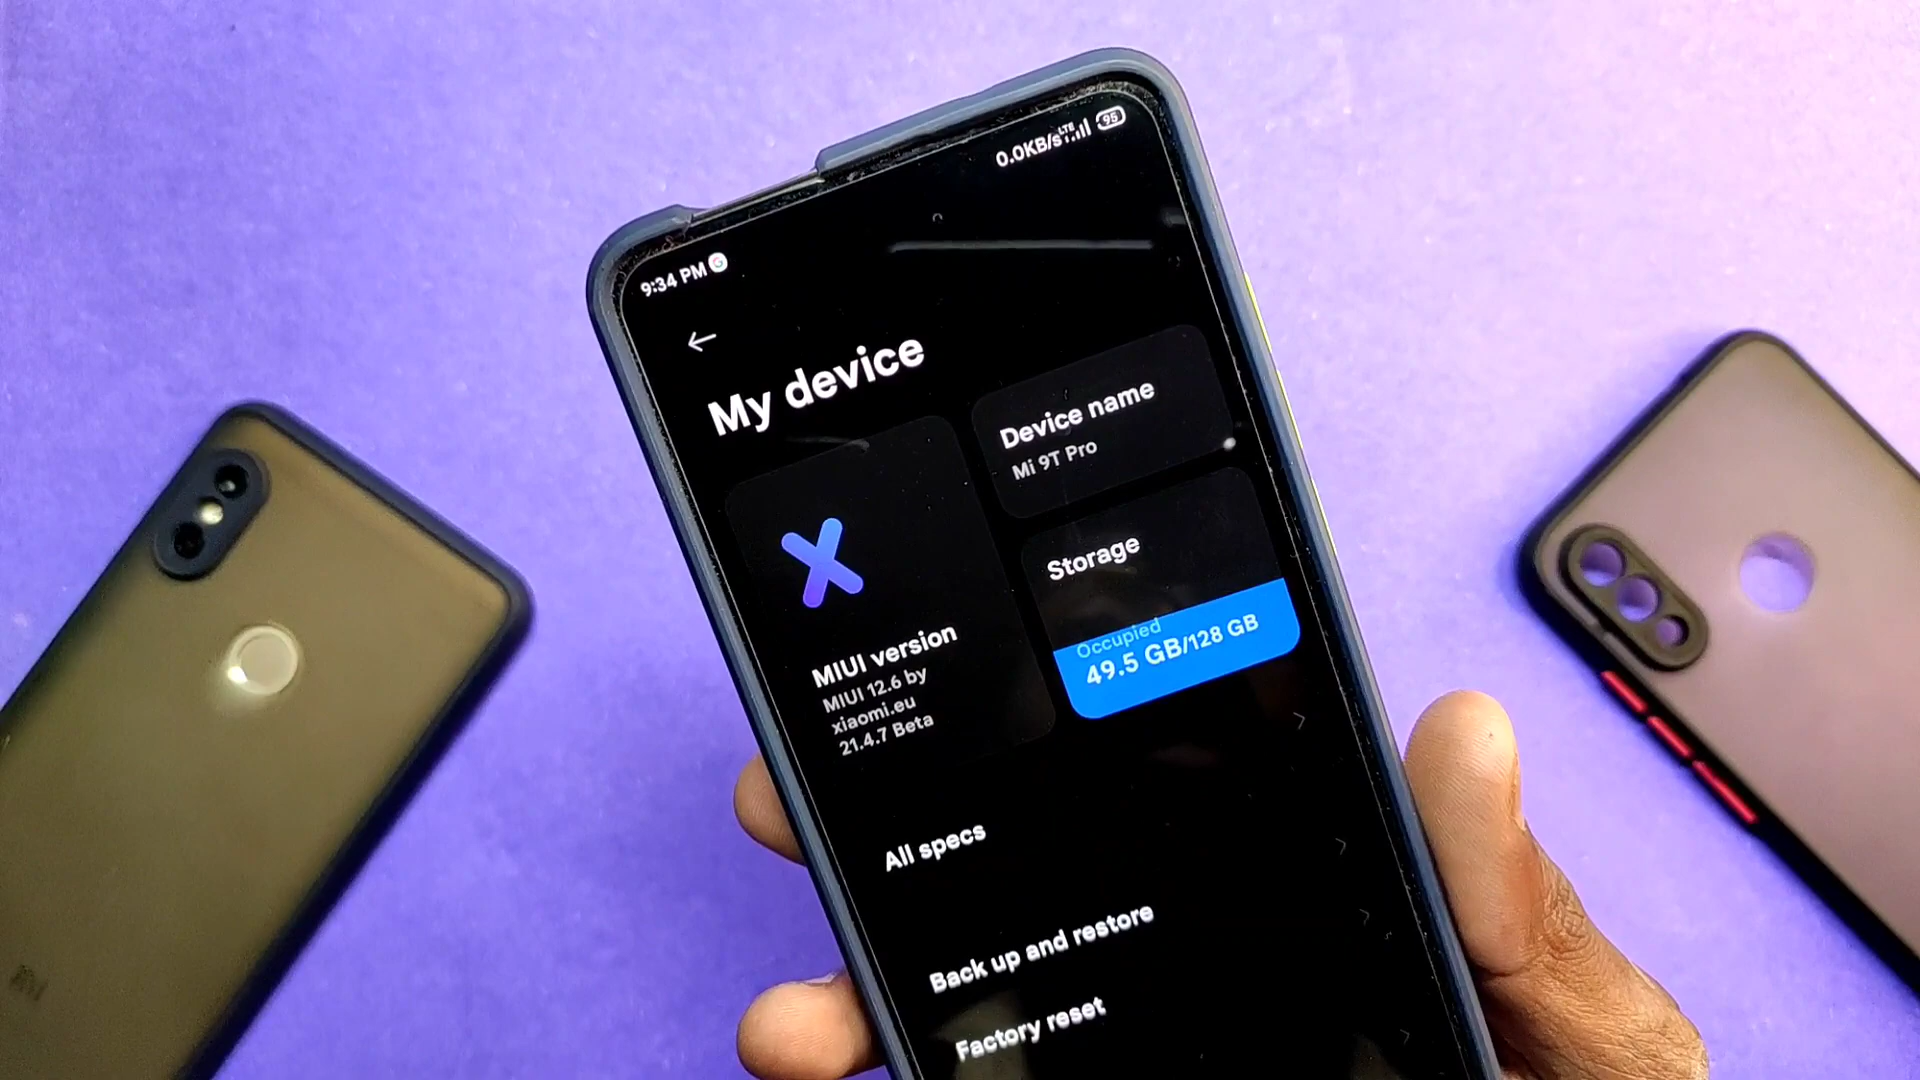 9:34 PM
0.0KB/s LTE 95
My device
Device name
Mi 9T Pro
MIUI version
MIUI 12.6 by
xiaomi.eu
21.4.7 Beta
Storage
Occupied
49.5 GB/128 GB
All specs
Back up and restore
Factory reset
MI